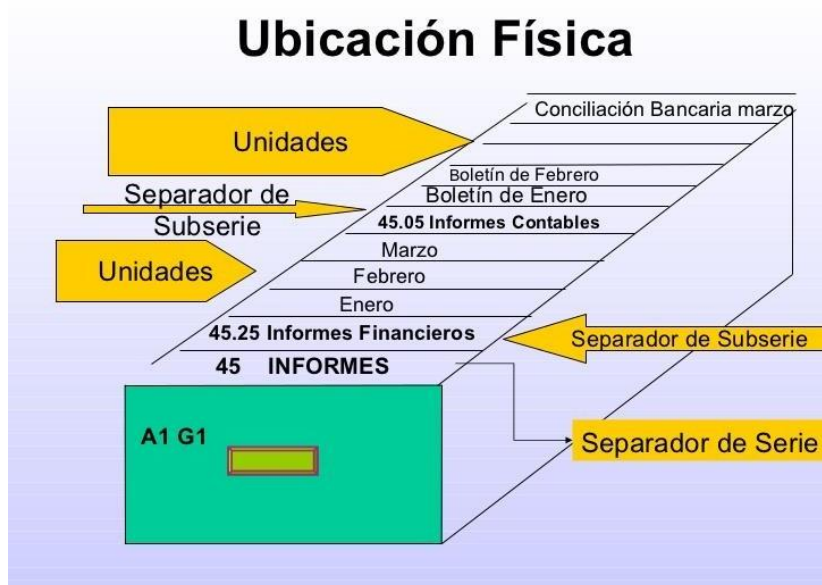 Ubicación Física
Conciliación Bancaria marzo
Unidades
Boletín de Febrero
Separador de
Subserie
Boletín de Enero
45.05 Informes Contables
Marzo
Unidades
Febrero
Enero
45.25 Informes Financieros
Separador de Subserie
45 INFORMES
A1 G1
Separador de Serie